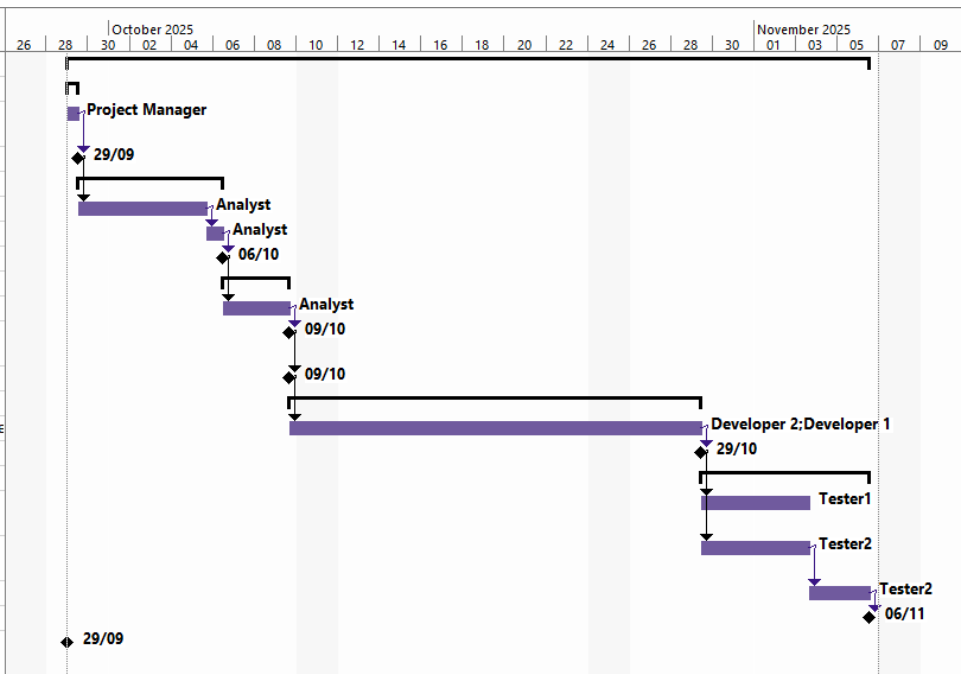 October 2025 November 2025
26 28 30 02 04 06 08 10 12 14 16 18 20 22 24 26 28 30 01 03 05 07 09
Project Manager
29/09
Analyst
Analyst
06/10
Analyst
09/10
09/10
Developer 2;Developer 1
29/10
Tester1
Tester2
Tester2
06/11
29/09